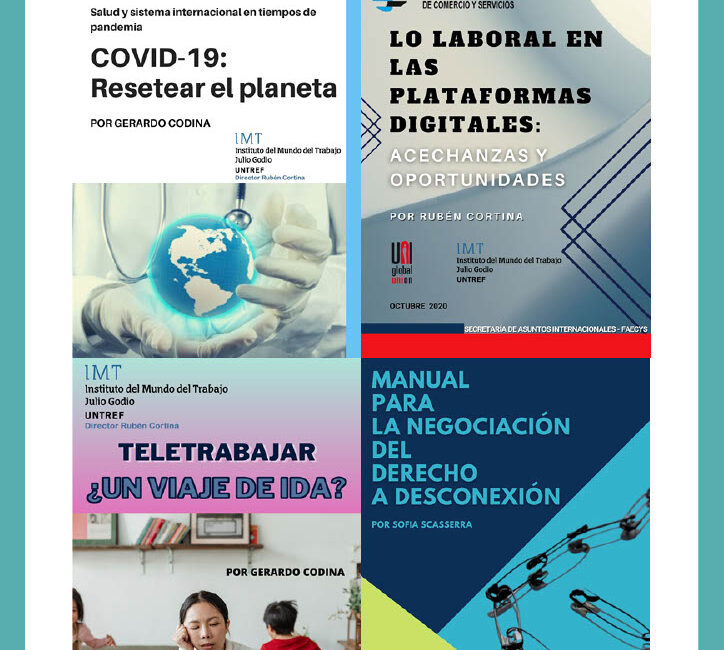 Salud y sistema internacional en tiempos de
pandemia
COVID-19:
Resetear el planeta
POR GERARDO CODINA
IMT
Instituto del Mundo del Trabajo
Julio Godio
UNTREF
Director Rubén Cortina
DE COMERCIO Y SERVICIOS
LO LABORAL EN
LAS
PLATAFORMAS
DIGITALES:
ACECHANZAS Y
OPORTUNIDADES
POR RUBÉN CORTINA
UNI
global
union
IMT
Instituto del Mundo del Trabajo
Julio Godio
UNTREF
OCTUBRE 2020
SECRETARÍA DE ASUNTOS INTERNACIONALES - FAECYS
IMT
Instituto del Mundo del Trabajo
Julio Godio
UNTREF
Director Rubén Cortina
TELETRABAJAR
¿UN VIAJE DE IDA?
POR GERARDO CODINA
MANUAL
PARA
LA NEGOCIACIÓN
DEL
DERECHO
A DESCONEXIÓN
POR SOFIA SCASSERRA